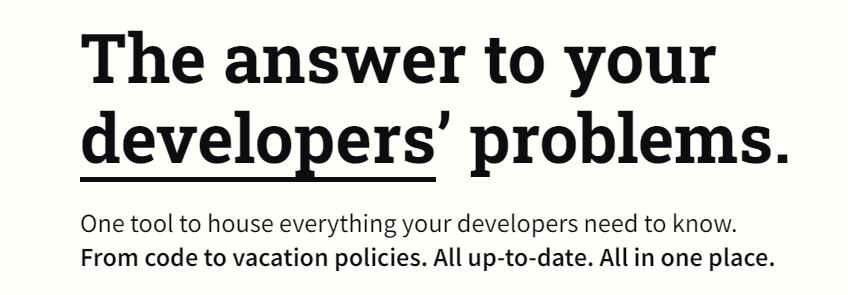 The answer to your
developers’ problems.
One tool to house everything your developers need to know.
From code to vacation policies. All up-to-date. All in one place.